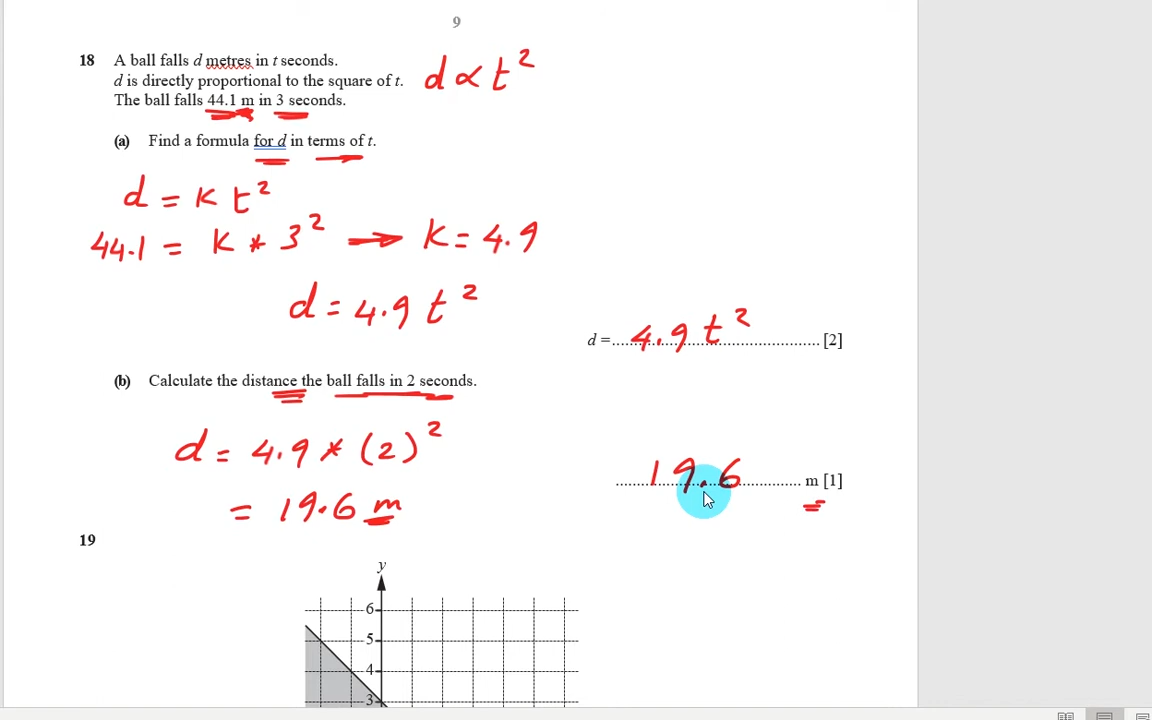 9
18 A ball falls d metres in t seconds.
d is directly proportional to the square of t.
The ball falls 44.1 m in 3 seconds.
d ∝ t²
(a) Find a formula for d in terms of t.
d = K t²
44.1 = K * 3² → K = 4.9
d = 4.9 t²
d = 4.9 t² [2]
(b) Calculate the distance the ball falls in 2 seconds.
d = 4.9 * (2)²
= 19.6 m
19.6 m [1]
19
y
6
5
4
3